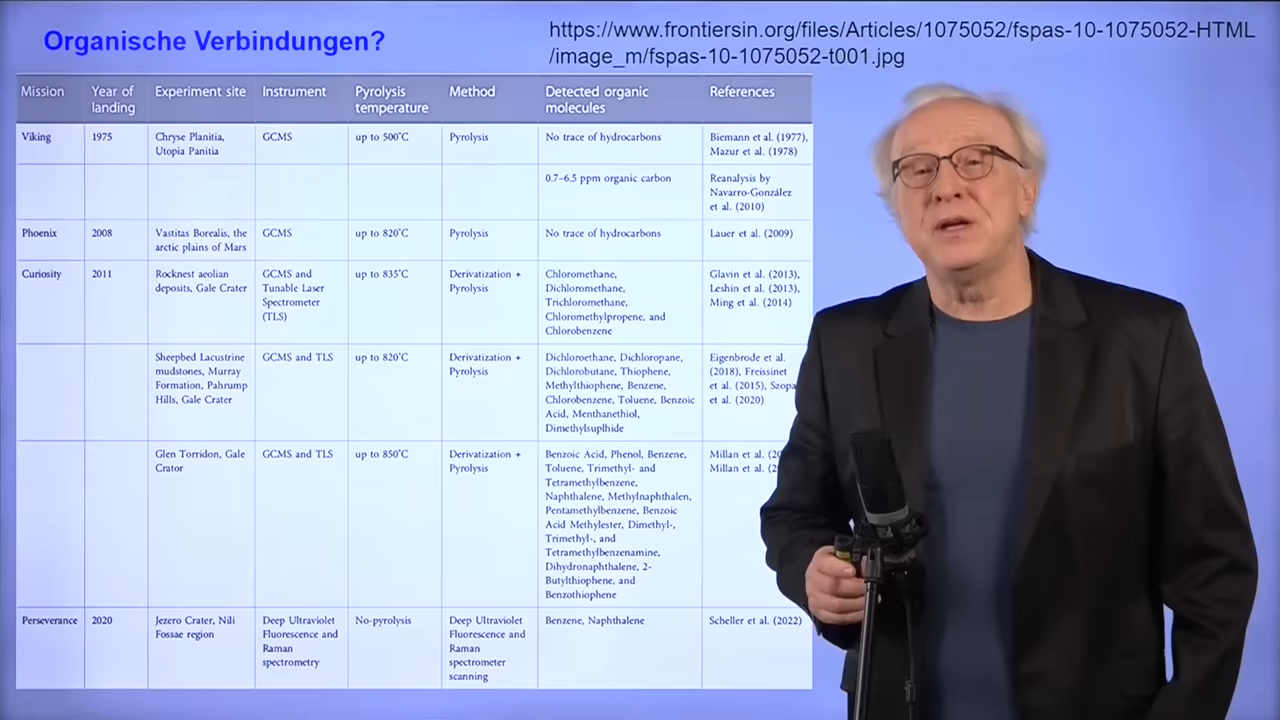 Organische Verbindungen?
https://www.frontiersin.org/files/Articles/1075052/fspas-10-1075052-HTML
/image_m/fspas-10-1075052-t001.jpg
Mission Year of landing Experiment site Instrument Pyrolysis temperature Method Detected organic molecules References
Viking 1975 Chryse Planitia, GCMS up to 500°C Pyrolysis No trace of hydrocarbons Biemann et al. (1977),
Utopia Panitia Mazur et al. (1978)
0.7–6.5 ppm organic carbon Reanalysis by
Navarro-González
et al. (2010)
Phoenix 2008 Vastitas Borealis, the GCMS up to 820°C Pyrolysis No trace of hydrocarbons Lauer et al. (2009)
arctic plains of Mars
Curiosity 2011 Rocknest aeolian GCMS and up to 835°C Derivatization + Chloromethane, Glavin et al. (2013),
deposits, Gale Crater Tunable Laser Pyrolysis Dichloromethane, Leshin et al. (2013),
Spectrometer Trichloromethane, Ming et al. (2014)
(TLS) Chloromethylpropene, and
Chlorobenzene
Sheepbed Lacustrine GCMS and TLS up to 820°C Derivatization + Dichloroethane, Dichloropane, Eigenbrode et al.
mudstones, Murray Pyrolysis Dichlorobutane, Thiophene, (2018), Freissinet
Formation, Pahrump Methylthiophene, Benzene, et al. (2015), Szopa
Hills, Gale Crater Chlorobenzene, Toluene, Benzoic et al. (2020)
Acid, Menthanethiol,
Dimethylsuplhide
Glen Torridon, Gale GCMS and TLS up to 850°C Derivatization + Benzoic Acid, Phenol, Benzene, Millan et al.
Crator Pyrolysis Toluene, Trimethyl- and Millan et al.
Tetramethylbenzene,
Naphthalene, Methylnaphthalen,
Pentamethylbenzene, Benzoic
Acid Methylester, Dimethyl-,
Trimethyl-, and
Tetramethylbenzenamine,
Dihydronaphthalene, 2-
Butylthiophene, and
Benzothiophene
Perseverance 2020 Jezero Crater, Nili Deep Ultraviolet No-pyrolysis Deep Ultraviolet Benzene, Naphthalene Scheller et al. (2022)
Fossae region Fluorescence and Fluorescence and
Raman Raman
spectrometry spectrometer
scanning